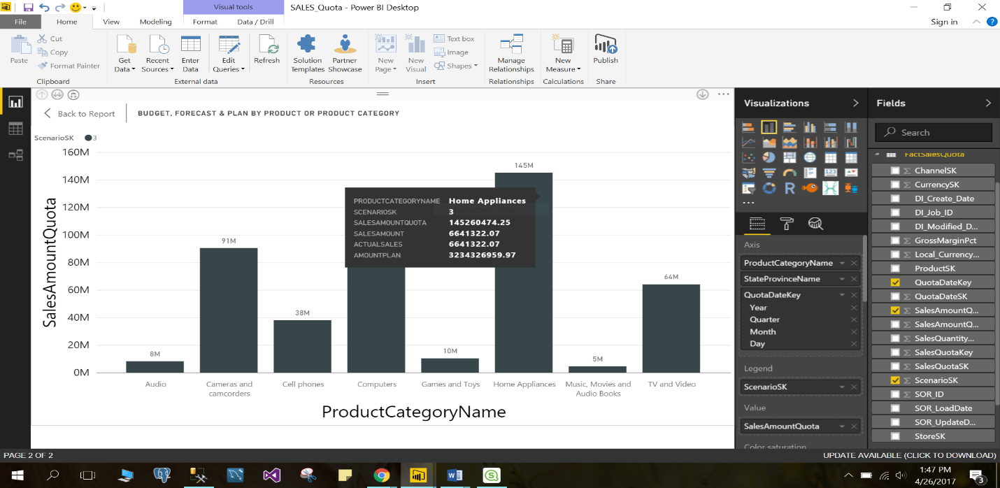 Visual tools
SALES_Quota - Power BI Desktop
File Home View Modeling Format Data / Drill
Sign in
Paste
Cut
Copy
Format Painter
Clipboard
Get Data
Recent Sources
Enter Data
Edit Queries
Refresh
External data
Solution Templates
Partner Showcase
Resources
New Page
New Visual
Text box
Image
Shapes
Insert
Manage Relationships
Relationships
New Measure
Calculations
Publish
Share
Back to Report
BUDGET, FORECAST & PLAN BY PRODUCT OR PRODUCT CATEGORY
ScenarioSK 3
SalesAmountQuota
160M
140M
120M
100M
80M
60M
40M
20M
0M
8M
91M
38M
10M
145M
5M
64M
PRODUCTCATEGORYNAME Home Appliances
SCENARIOSK 3
SALESAMOUNTQUOTA 145260474.25
SALESAMOUNT 6641322.07
ACTUALSALES 6641322.07
AMOUNTPLAN 3234326959.97
Audio
Cameras and camcorders
Cell phones
Computers
Games and Toys
Home Appliances
Music, Movies and Audio Books
TV and Video
ProductCategoryName
Visualizations
R
123
Axis
ProductCategoryName
StateProvinceName
QuotaDateKey
Year
Quarter
Month
Day
Legend
ScenarioSK
Value
SalesAmountQuota
Color saturation
Fields
Search
FactSalesQuota
ChannelSK
CurrencySK
DI_Create_Date
DI_Job_ID
DI_Modified_D...
GrossMarginPct
Local_Currency...
ProductSK
QuotaDateKey
QuotaDateSK
SalesAmountQ...
SalesAmountQ...
SalesQuantity...
SalesQuotaKey
SalesQuotaSK
ScenarioSK
SOR_ID
SOR_LoadDate
SOR_UpdateD...
StoreSK
PAGE 2 OF 2
UPDATE AVAILABLE (CLICK TO DOWNLOAD)
1:47 PM
4/26/2017
3